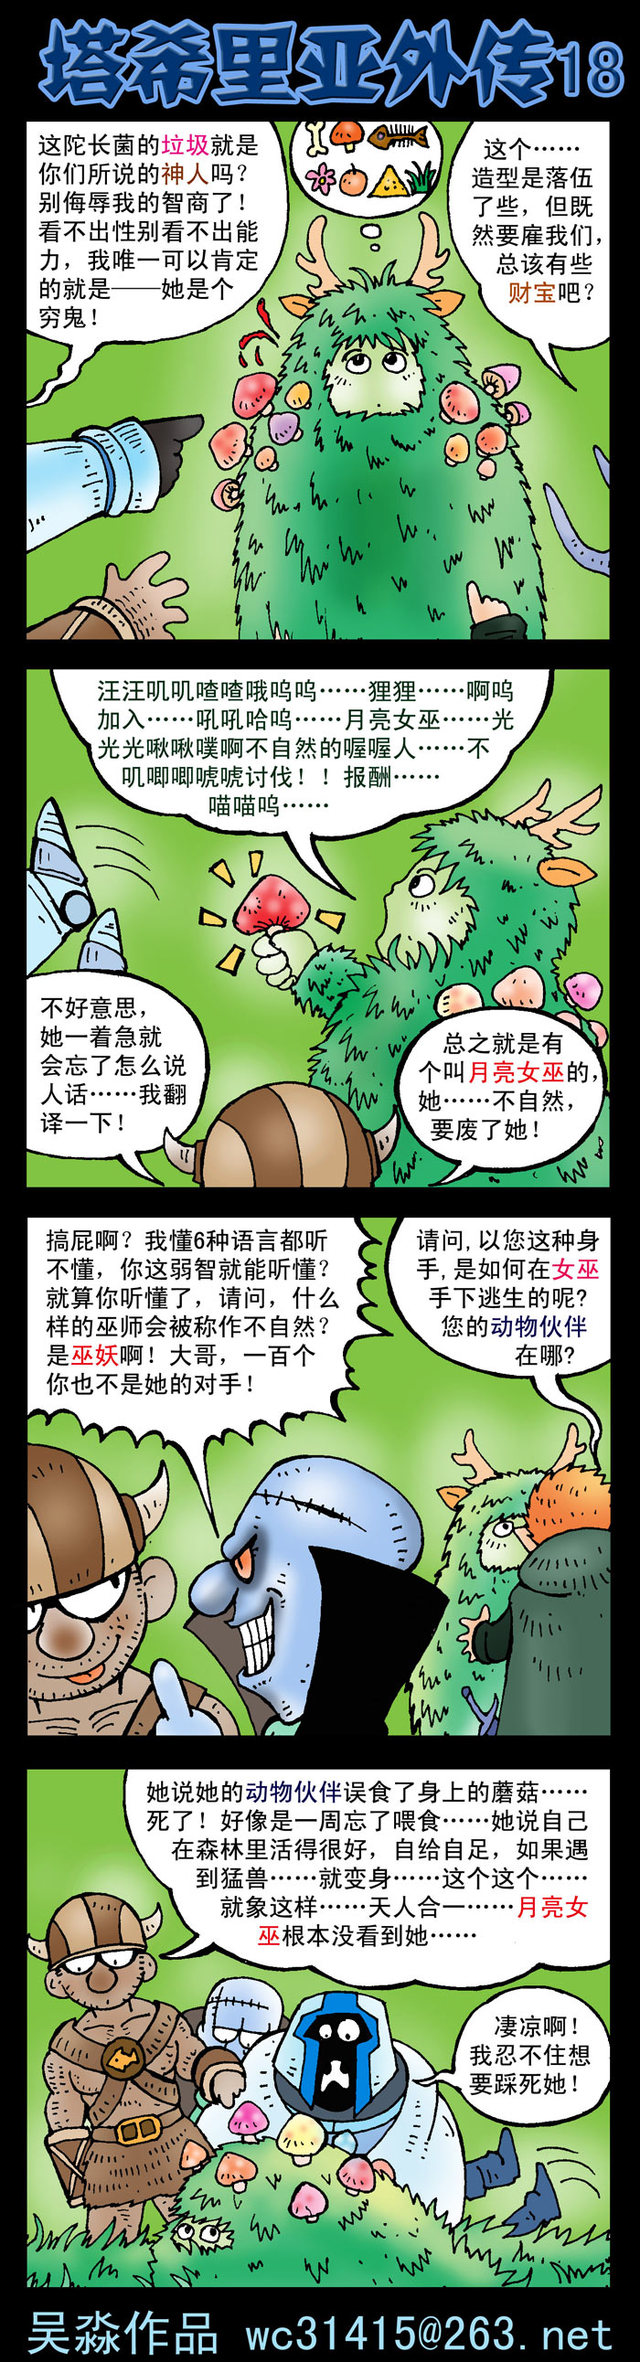 塔希里亚外传18
这陀长菌的垃圾就是
你们所说的神人吗?
别侮辱我的智商了!
看不出性别看不出能
力，我唯一可以肯定
的就是——她是个
穷鬼!
这个……
造型是落伍
了些，但既
然要雇我们，
总该有些
财宝吧?
汪汪叽叽喳喳哦呜呜……狸狸……啊呜
加入……吼吼哈呜……月亮女巫……光
光光啾啾噗啊不自然的喔喔人……不
叽唧唧唬唬讨伐!!报酬……
喵喵呜……
不好意思，
她一着急就
会忘了怎么说
人话……我翻
译一下!
总之就是有
个叫月亮女巫的，
她……不自然，
要废了她!
搞屁啊? 我懂6种语言都听
不懂，你这弱智就能听懂?
就算你听懂了，请问，什么
样的巫师会被称作不自然?
是巫妖啊! 大哥，一百个
你也不是她的对手!
请问,以您这种身
手,是如何在女巫
手下逃生的呢?
您的动物伙伴
在哪?
她说她的动物伙伴误食了身上的蘑菇……
死了! 好像是一周忘了喂食……她说自己
在森林里活得很好，自给自足，如果遇
到猛兽……就变身……这个这个……
就象这样……天人合一……月亮女
巫根本没看到她……
凄凉啊!
我忍不住想
要踩死她!
吴淼作品 wc31415@263.net